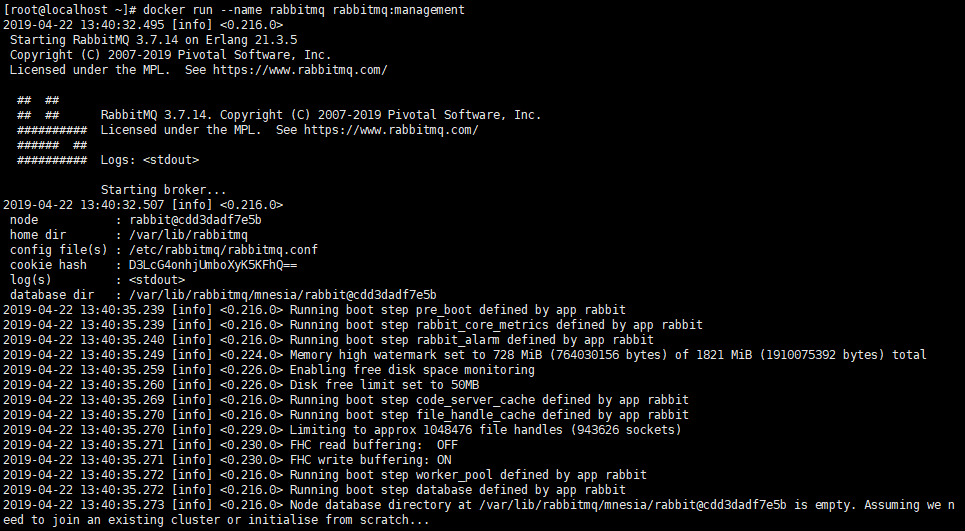 [root@localhost ~]# docker run --name rabbitmq rabbitmq:management
2019-04-22 13:40:32.495 [info] <0.216.0>
 Starting RabbitMQ 3.7.14 on Erlang 21.3.5
 Copyright (C) 2007-2019 Pivotal Software, Inc.
 Licensed under the MPL.  See https://www.rabbitmq.com/

  ##  ##
  ##  ##      RabbitMQ 3.7.14. Copyright (C) 2007-2019 Pivotal Software, Inc.
  ##########  Licensed under the MPL.  See https://www.rabbitmq.com/
  ######  ##
  ##########  Logs: <stdout>

              Starting broker...
2019-04-22 13:40:32.507 [info] <0.216.0>
 node           : rabbit@cdd3dadf7e5b
 home dir       : /var/lib/rabbitmq
 config file(s) : /etc/rabbitmq/rabbitmq.conf
 cookie hash    : D3LcG4onhjUmboXyK5KFhQ==
 log(s)         : <stdout>
 database dir   : /var/lib/rabbitmq/mnesia/rabbit@cdd3dadf7e5b
2019-04-22 13:40:35.239 [info] <0.216.0> Running boot step pre_boot defined by app rabbit
2019-04-22 13:40:35.239 [info] <0.216.0> Running boot step rabbit_core_metrics defined by app rabbit
2019-04-22 13:40:35.240 [info] <0.216.0> Running boot step rabbit_alarm defined by app rabbit
2019-04-22 13:40:35.249 [info] <0.224.0> Memory high watermark set to 728 MiB (764030156 bytes) of 1821 MiB (1910075392 bytes) total
2019-04-22 13:40:35.259 [info] <0.226.0> Enabling free disk space monitoring
2019-04-22 13:40:35.260 [info] <0.226.0> Disk free limit set to 50MB
2019-04-22 13:40:35.269 [info] <0.216.0> Running boot step code_server_cache defined by app rabbit
2019-04-22 13:40:35.270 [info] <0.216.0> Running boot step file_handle_cache defined by app rabbit
2019-04-22 13:40:35.270 [info] <0.229.0> Limiting to approx 1048476 file handles (943626 sockets)
2019-04-22 13:40:35.271 [info] <0.230.0> FHC read buffering:  OFF
2019-04-22 13:40:35.271 [info] <0.230.0> FHC write buffering: ON
2019-04-22 13:40:35.272 [info] <0.216.0> Running boot step worker_pool defined by app rabbit
2019-04-22 13:40:35.272 [info] <0.216.0> Running boot step database defined by app rabbit
2019-04-22 13:40:35.273 [info] <0.216.0> Node database directory at /var/lib/rabbitmq/mnesia/rabbit@cdd3dadf7e5b is empty. Assuming we n
eed to join an existing cluster or initialise from scratch...